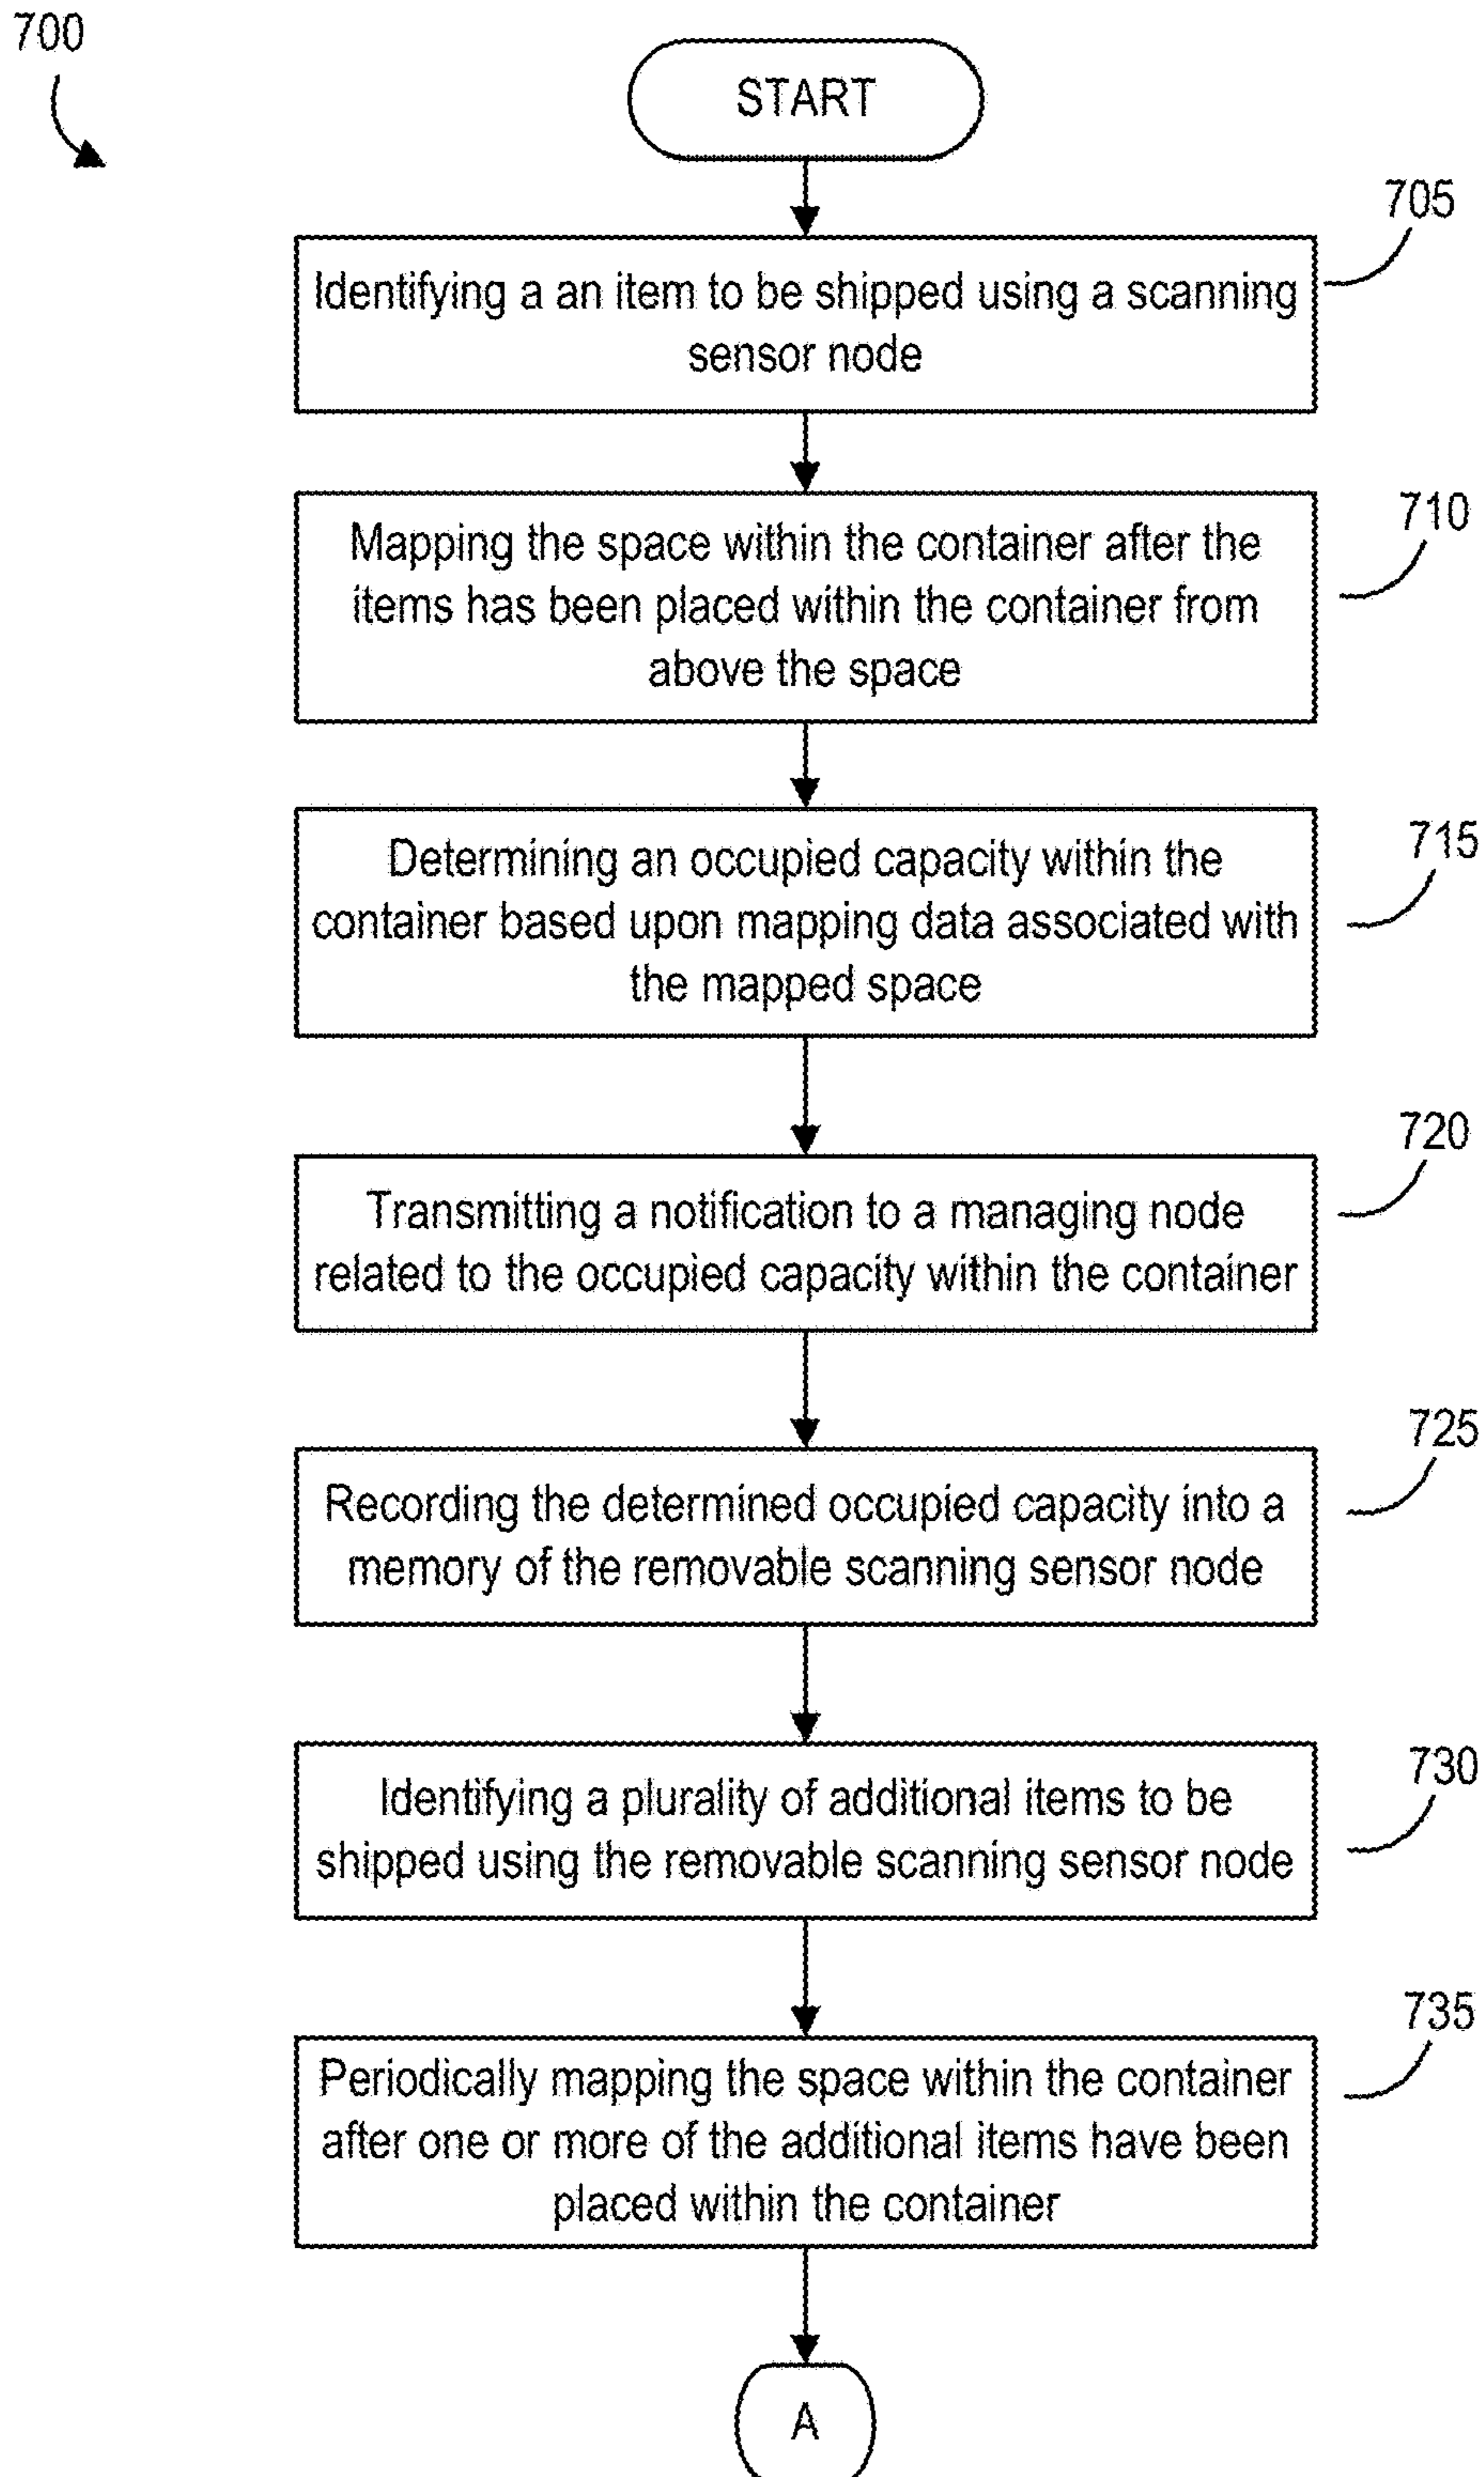 700
START
705
Identifying a an item to be shipped using a scanning
sensor node
710
Mapping the space within the container after the
items has been placed within the container from
above the space
715
Determining an occupied capacity within the
container based upon mapping data associated with
the mapped space
720
Transmitting a notification to a managing node
related to the occupied capacity within the container
725
Recording the determined occupied capacity into a
memory of the removable scanning sensor node
730
Identifying a plurality of additional items to be
shipped using the removable scanning sensor node
735
Periodically mapping the space within the container
after one or more of the additional items have been
placed within the container
A